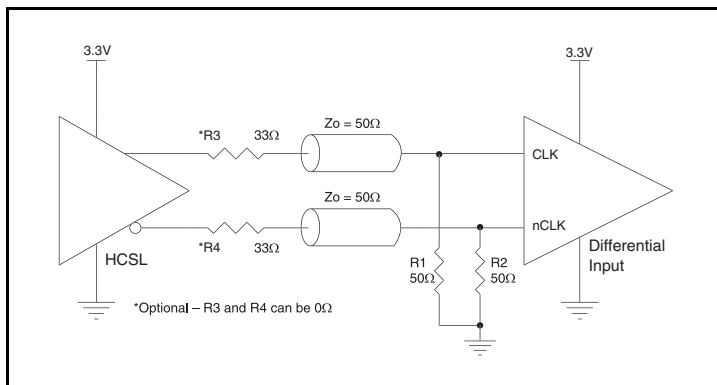 3.3V
3.3V
*R3
33Ω
Zo = 50Ω
CLK
Zo = 50Ω
nCLK
HCSL
*R4
33Ω
R1
50Ω
R2
50Ω
Differential
Input
*Optional – R3 and R4 can be 0Ω